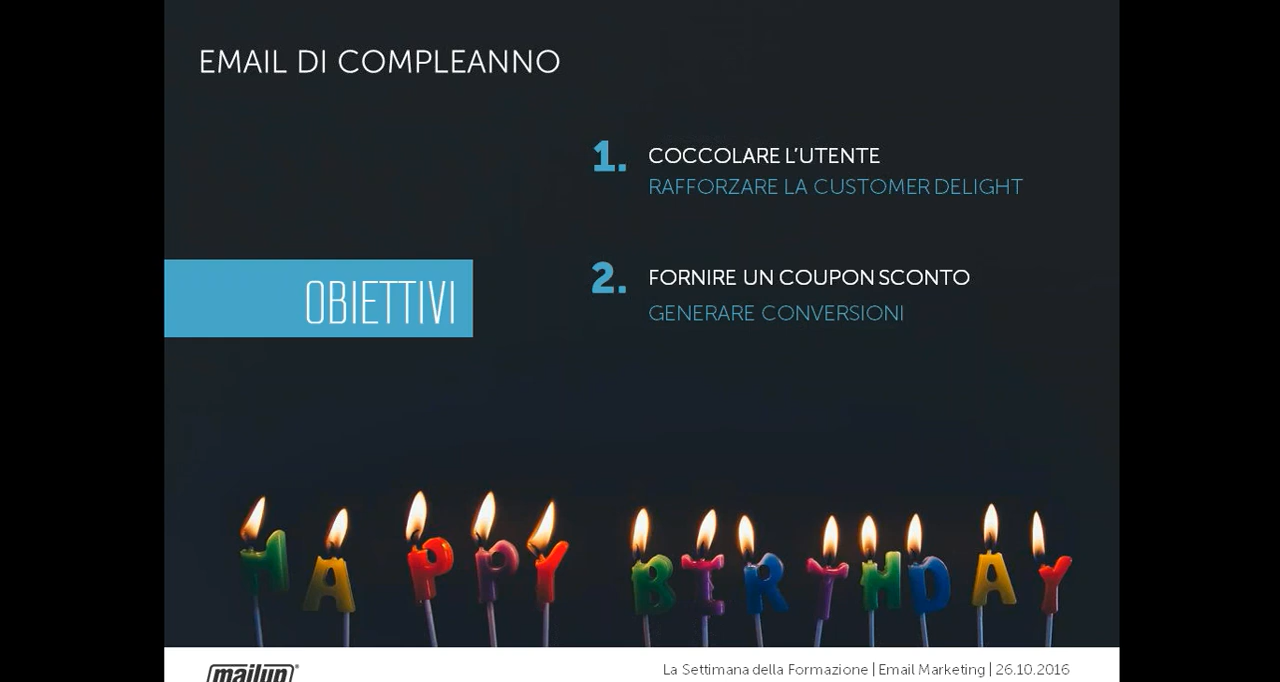 EMAIL DI COMPLEANNO
1. COCCOLARE L'UTENTE
RAFFORZARE LA CUSTOMER DELIGHT
OBIETTIVI
2. FORNIRE UN COUPON SCONTO
GENERARE CONVERSIONI
HAPPY BIRTHDAY
mailup®
La Settimana della Formazione | Email Marketing | 26.10.2016